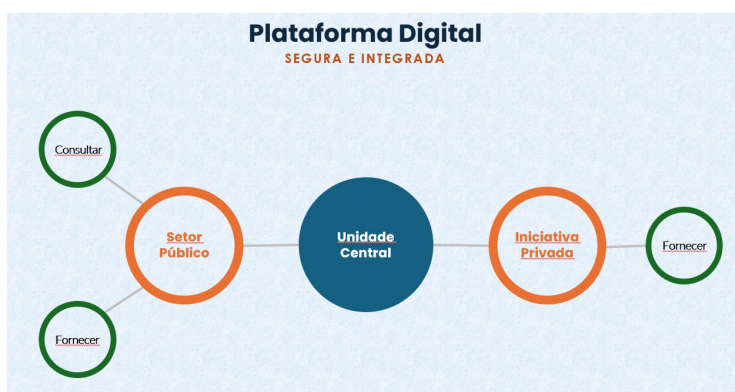 Plataforma Digital
SEGURA E INTEGRADA
Consultar
Setor
Público
Unidade
Central
Iniciativa
Privada
Fornecer
Fornecer